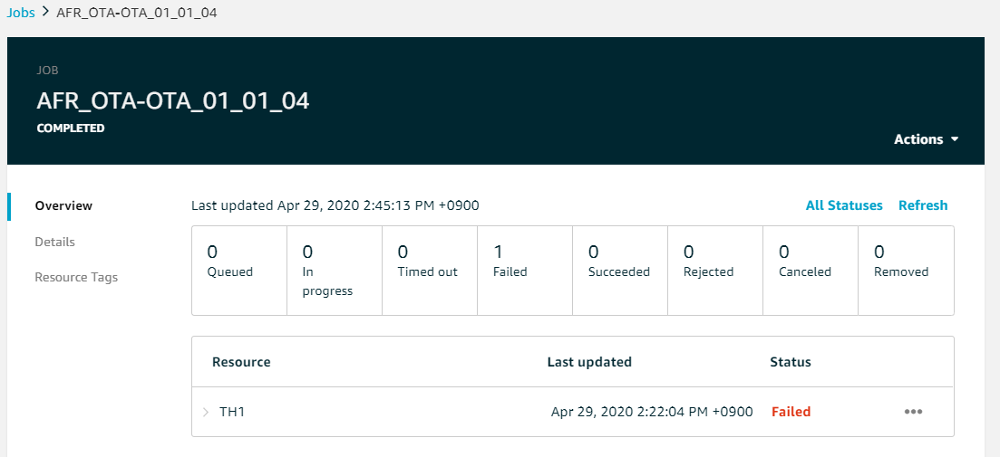 Jobs > AFR_OTA-OTA_01_01_04
JOB
AFR_OTA-OTA_01_01_04
COMPLETED
Actions
Overview
Details
Resource Tags
Last updated Apr 29, 2020 2:45:13 PM +0900
All Statuses Refresh
0 0 0 1 0 0 0 0
Queued In progress Timed out Failed Succeeded Rejected Canceled Removed
Resource Last updated Status
TH1 Apr 29, 2020 2:22:04 PM +0900 Failed